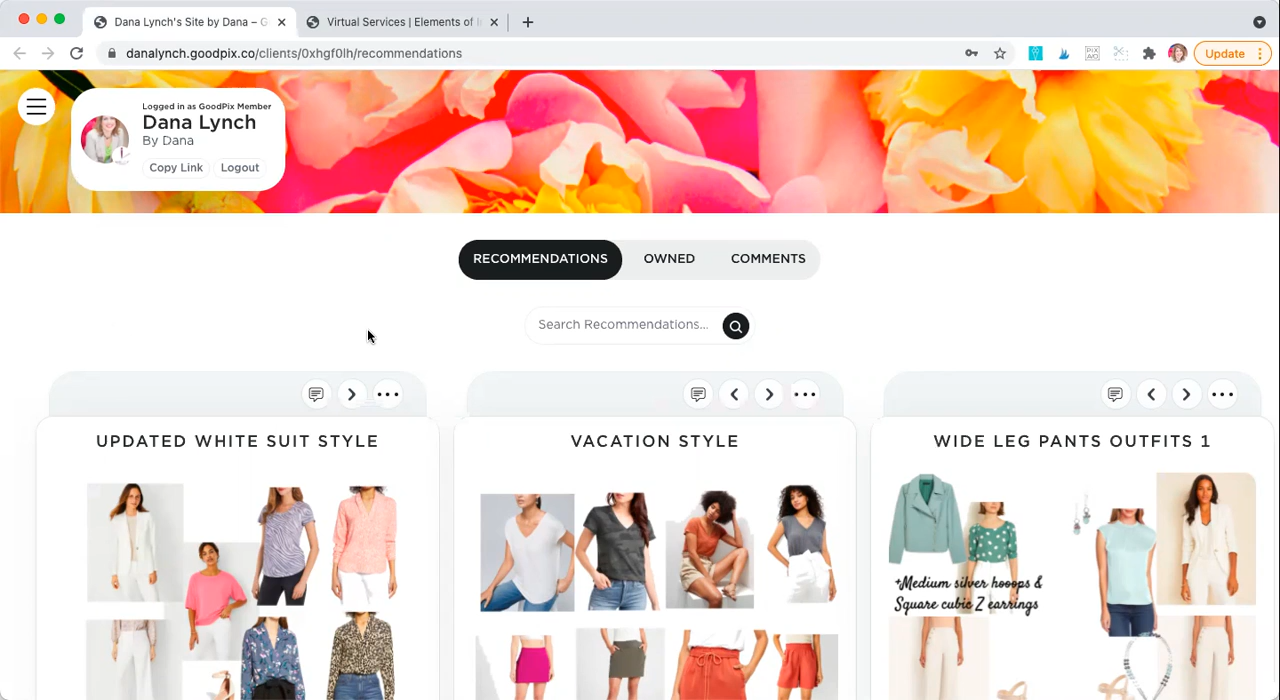 Dana Lynch's Site by Dana – G
Virtual Services | Elements of I
danalynch.goodpix.co/clients/0xhgf0lh/recommendations
Update
Logged in as GoodPix Member
Dana Lynch
By Dana
Copy Link
Logout
RECOMMENDATIONS
OWNED
COMMENTS
Search Recommendations...
UPDATED WHITE SUIT STYLE
VACATION STYLE
WIDE LEG PANTS OUTFITS 1
+Medium silver hooops &
Square cubic Z earrings